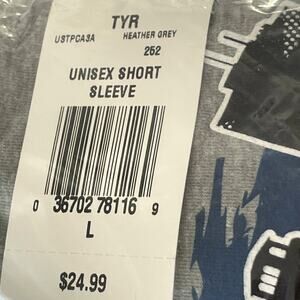 TYR
USTPCA3A HEATHER GREY
252
UNISEX SHORT
SLEEVE
0 36702 78116 9
L
$24.99